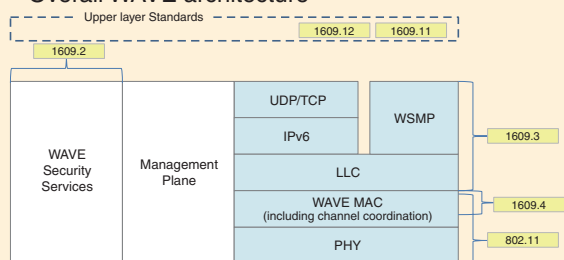 Overall WAVE architecture
Upper layer Standards
1609.12
1609.11
1609.2
UDP/TCP
WSMP
IPv6
1609.3
WAVE
Security
Services
Management
Plane
LLC
WAVE MAC
(including channel coordination)
1609.4
PHY
802.11